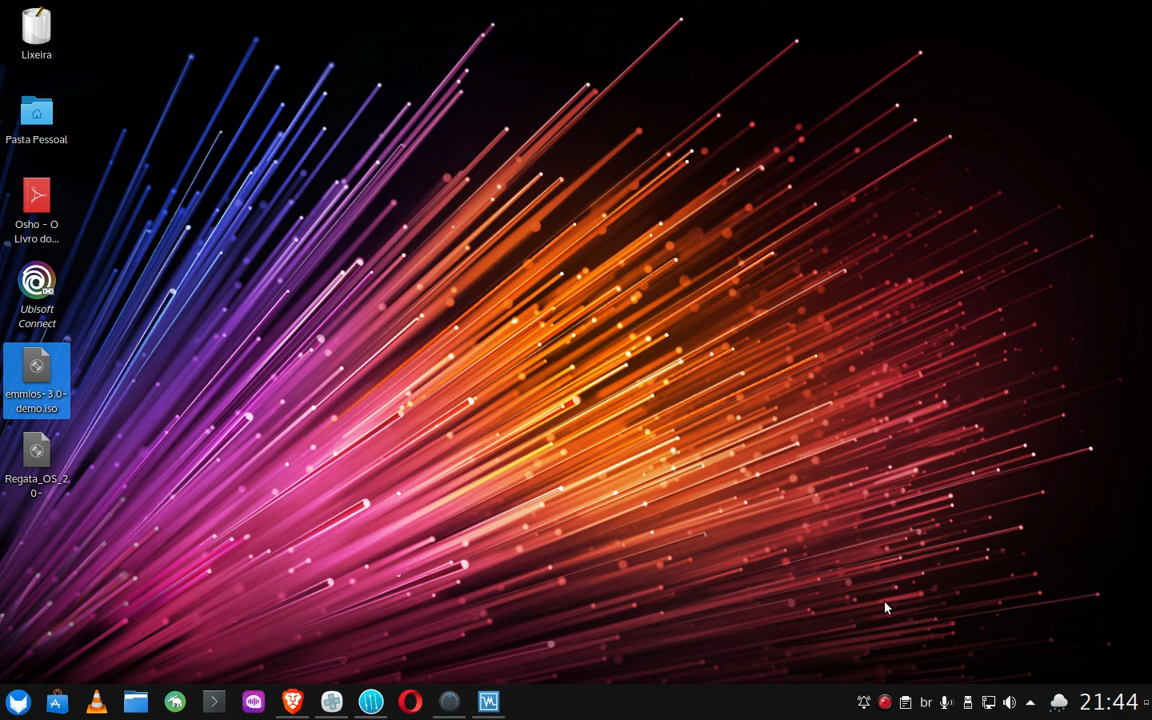 Lixeira
Pasta Pessoal
Osho - O
Livro do...
Ubisoft
Connect
emmios-3.0-
demo.iso
Regata_OS_2
0-
br
21:44